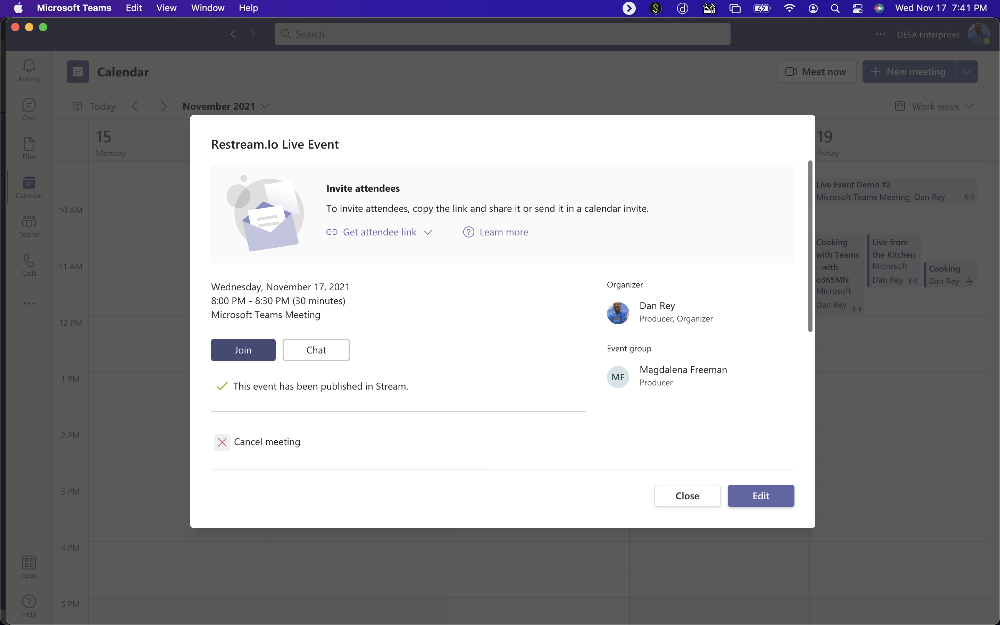 Microsoft Teams Edit View Window Help Wed Nov 17 7:41 PM
Search
DESA Enterprises
Activity
Chat
Files
Calendar
Teams
Calls
Apps
Help
Calendar
Meet now
New meeting
Today
November 2021
Work week
15
Monday
19
Friday
10 AM
11 AM
12 PM
1 PM
2 PM
3 PM
4 PM
5 PM
Live Event Demo #2
Microsoft Teams Meeting Dan Rey
Cooking
with Teams
- with
o365MN
Microsoft
Dan Rey
Live from
the Kitchen
Microsoft
Dan Rey
Cooking
Dan Rey
Restream.Io Live Event
Invite attendees
To invite attendees, copy the link and share it or send it in a calendar invite.
Get attendee link
Learn more
Wednesday, November 17, 2021
8:00 PM - 8:30 PM (30 minutes)
Microsoft Teams Meeting
Join
Chat
This event has been published in Stream.
Cancel meeting
Organizer
Dan Rey
Producer, Organizer
Event group
MF
Magdalena Freeman
Producer
Close
Edit